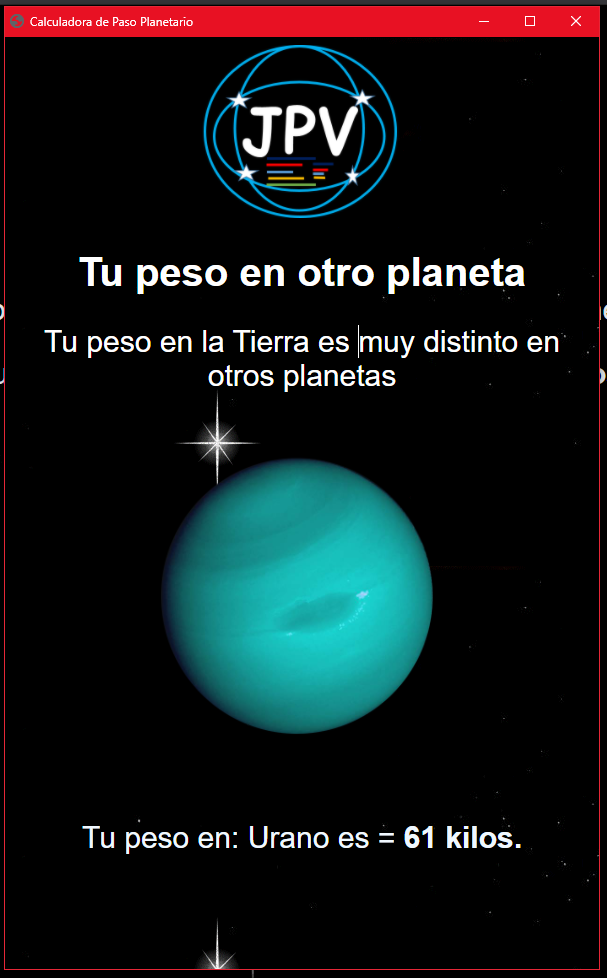 Calculadora de Paso Planetario
JPV
Tu peso en otro planeta
Tu peso en la Tierra es muy distinto en
otros planetas
Tu peso en: Urano es = 61 kilos.